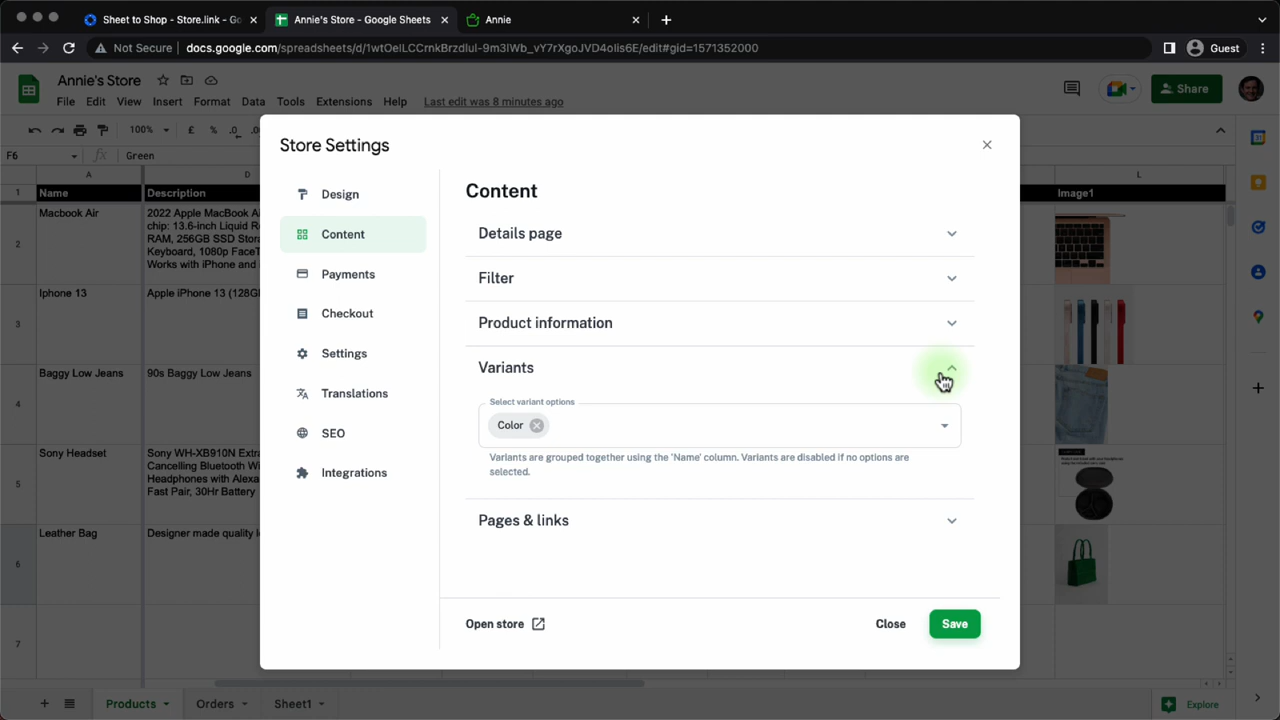 Sheet to Shop - Store.link - Go
Annie's Store - Google Sheets
Annie
Not Secure
docs.google.com/spreadsheets/d/1wtOelLCCrnkBrzdlul-9m3lWb_vY7rXgoJVD4oIis6E/edit#gid=1571352000
Guest
Annie's Store
File Edit View Insert Format Data Tools Extensions Help Last edit was 8 minutes ago
Share
100% £ % .0
F6 fx Green
A D L
1 Name Description Image1
2 Macbook Air
2022 Apple MacBook Ai
chip: 13.6-inch Liquid R
RAM, 256GB SSD Stora
Keyboard, 1080p FaceT
Works with iPhone and i
3 Iphone 13 Apple iPhone 13 (128G
4 Baggy Low Jeans 90s Baggy Low Jeans
5 Sony Headset
Sony WH-XB910N Extra
Cancelling Bluetooth Wi
Headphones with Alexa
Fast Pair, 30Hr Battery
6 Leather Bag Designer made quality l
7
Store Settings
Design
Content
Payments
Checkout
Settings
Translations
SEO
Integrations
Content
Details page
Filter
Product information
Variants
Select variant options
Color
Variants are grouped together using the 'Name' column. Variants are disabled if no options are
selected.
Pages & links
Open store
Close
Save
Products
Orders
Sheet1
Explore